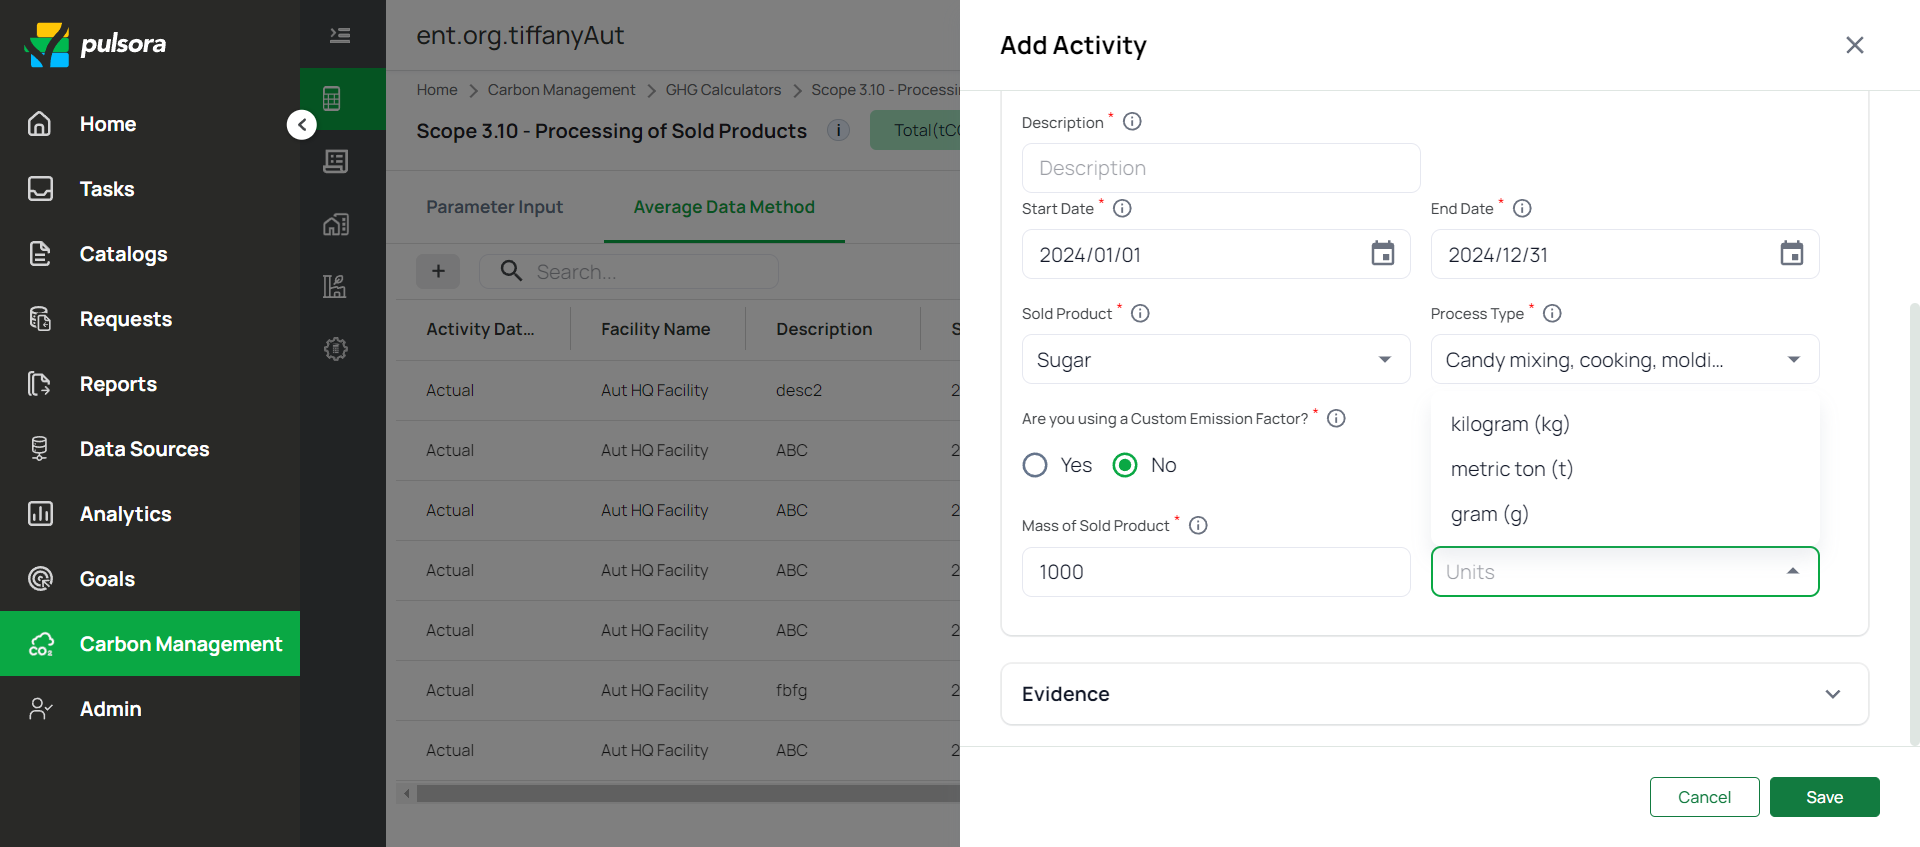 pulsora
Home
Tasks
Catalogs
Requests
Reports
Data Sources
Analytics
Goals
Carbon Management
Admin
ent.org.tiffanyAut
Home > Carbon Management > GHG Calculators > Scope 3.10 - Processi
Scope 3.10 - Processing of Sold Products
Total(tCO
Parameter Input Average Data Method
+ Search...
Activity Dat... Facility Name Description S
Actual Aut HQ Facility desc2 2
Actual Aut HQ Facility ABC 2
Actual Aut HQ Facility ABC 2
Actual Aut HQ Facility ABC 2
Actual Aut HQ Facility ABC 2
Actual Aut HQ Facility fbfg 2
Actual Aut HQ Facility ABC 2
Add Activity
Description *
Description
Start Date * End Date *
2024/01/01 2024/12/31
Sold Product * Process Type *
Sugar Candy mixing, cooking, moldi...
Are you using a Custom Emission Factor? *
Yes No
kilogram (kg)
metric ton (t)
gram (g)
Mass of Sold Product *
1000 Units
Evidence
Cancel Save